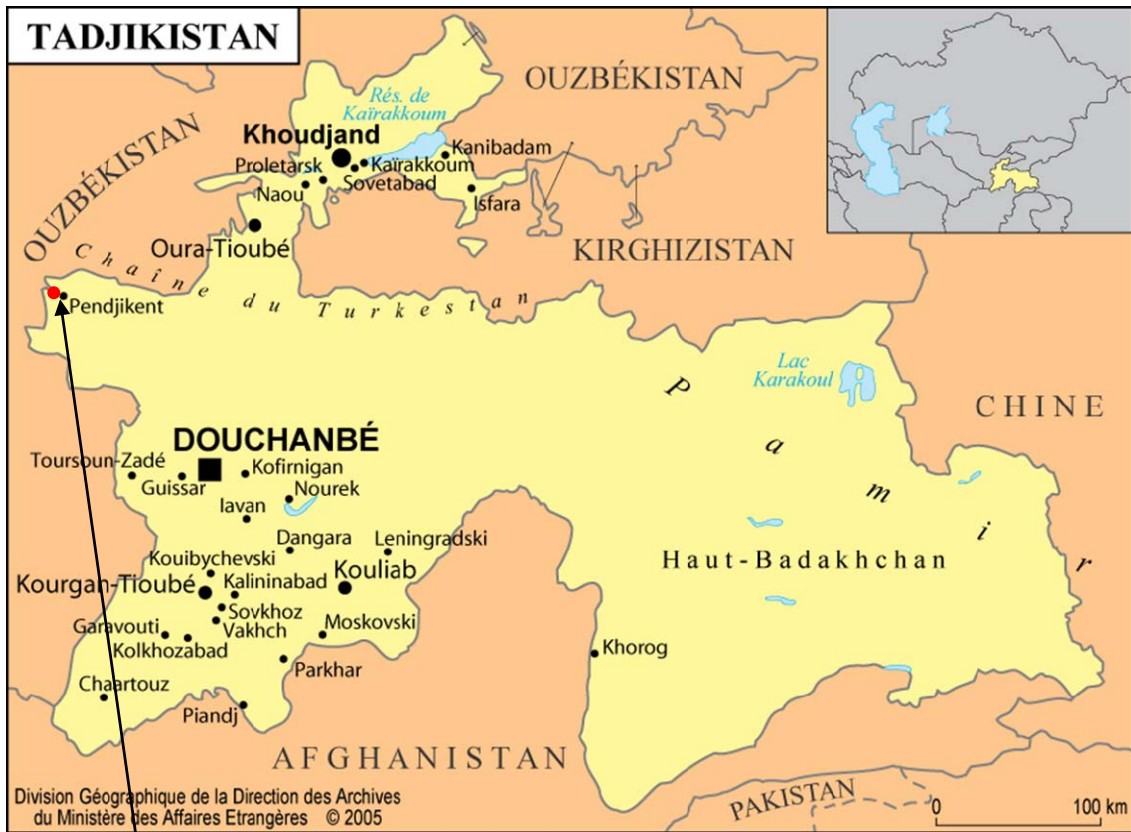 TADJIKISTAN
OUZBÉKISTAN
Rés. de
Kaïrakkoum
Khoudjand
Kanibadam
Proletarsk
Kaïrakkoum
Sovetabad
Naou
Isfara
OUZBÉKISTAN
Oura-Tioubé
KIRGHIZISTAN
Chaîne du Turkestan
Pendjikent
Lac
Karakoul
Pamir
CHINE
DOUCHANBÉ
Toursoun-Zadé
Kofirnigan
Guissar
Nourek
Iavan
Dangara
Leningradski
Kouibychevski
Haut-Badakhchan
Kourgan-Tioubé
Kalininabad
Kouliab
Sovkhoz
Garavouti
Vakhch
Moskovski
Kolkhozabad
Khorog
Parkhar
Chaartouz
Piandj
AFGHANISTAN
PAKISTAN
Division Géographique de la Direction des Archives
du Ministère des Affaires Etrangères © 2005
0 100 km